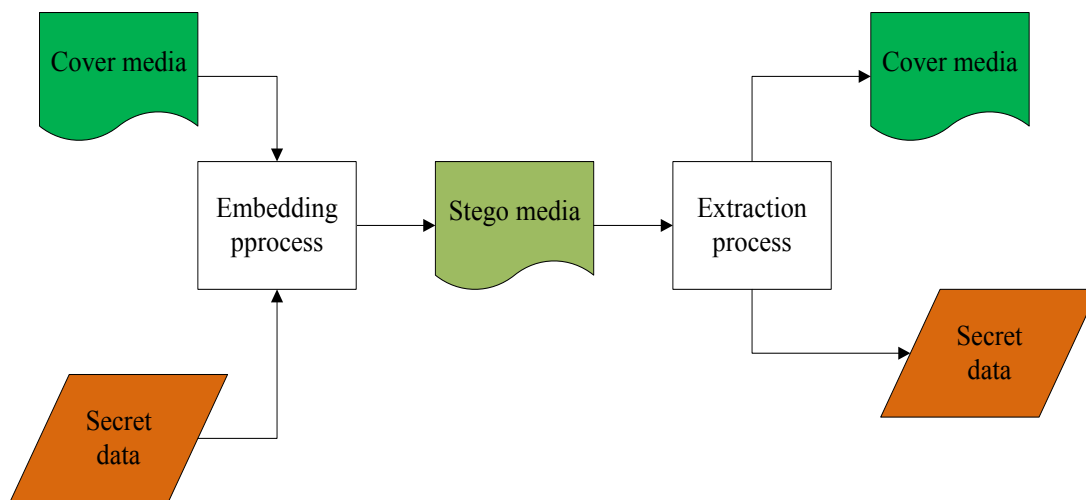 Cover media
Cover media
Embedding
pprocess
Stego media
Extraction
process
Secret
data
Secret
data